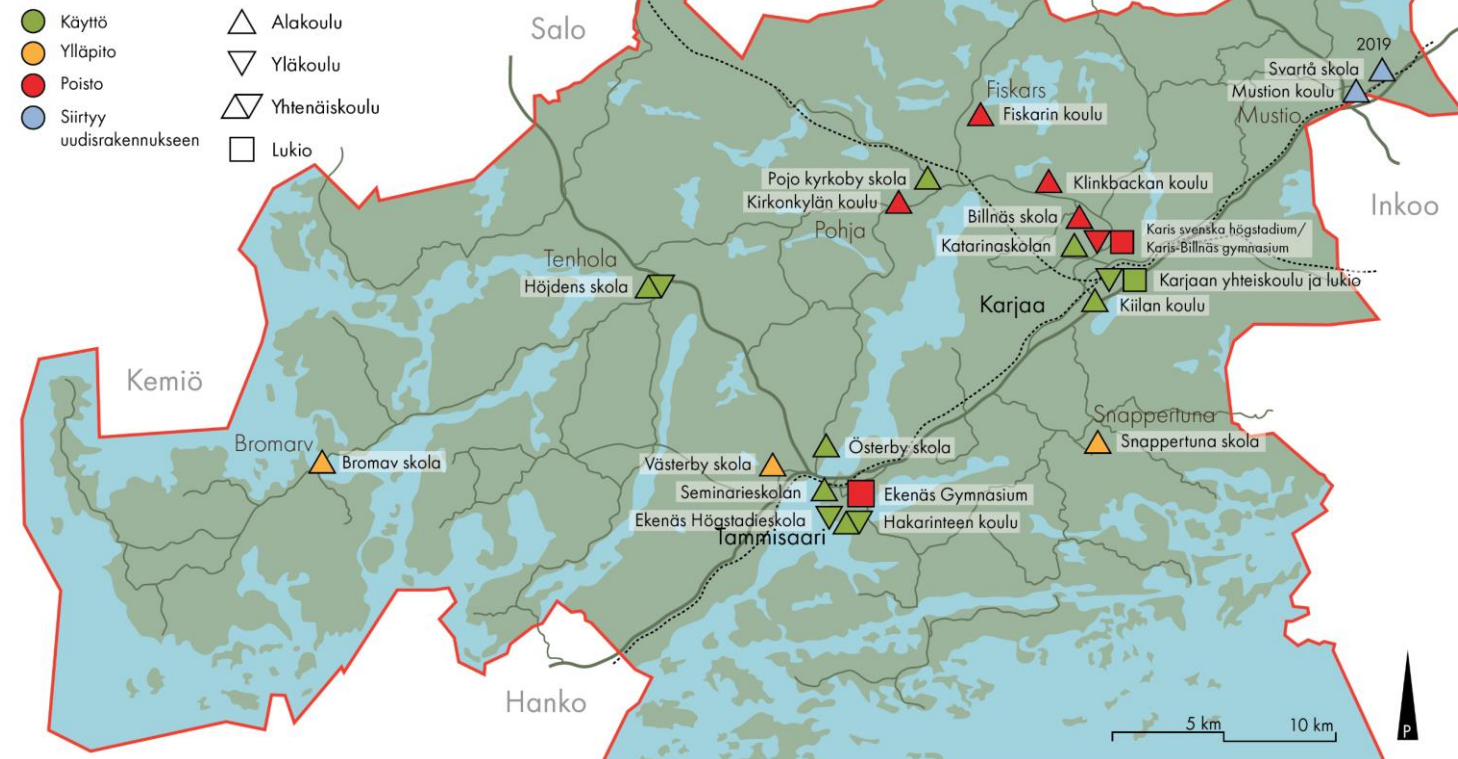 Käyttö
Ylläpito
Poisto
Siirtyy
uudisrakennukseen
Alakoulu
Yläkoulu
Yhtenäiskoulu
Lukio
Salo
2019
Svartå skola
Mustion koulu
Mustio
Fiskars
Fiskarin koulu
Pojo kyrkoby skola
Kirkonkylän koulu
Pohja
Klinkbackan koulu
Inkoo
Billnäs skola
Karis svenska högstadium/
Karis-Billnäs gymnasium
Katarinaskolan
Tenhola
Höjdens skola
Karjaan yhteiskoulu ja lukio
Karjaa
Kiilan koulu
Kemiö
Snappertuna
Snappertuna skola
Bromarv
Bromav skola
Österby skola
Västerby skola
Seminarieskolan
Ekenäs Gymnasium
Ekenäs Högstadieskola
Hakarinteen koulu
Tammisaari
Hanko
5 km
10 km
P